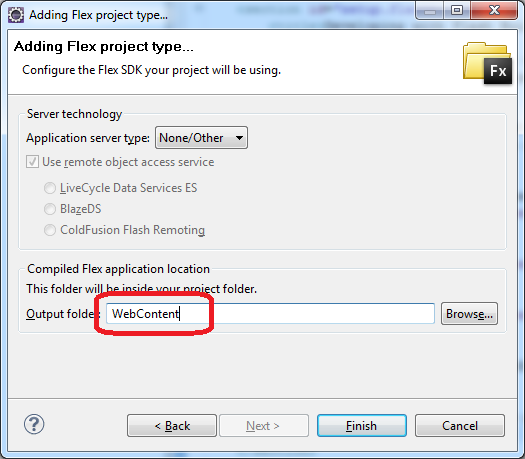 Adding Flex project type...
Adding Flex project type...
Configure the Flex SDK your project will be using.
Fx
Server technology
Application server type: None/Other
Use remote object access service
LiveCycle Data Services ES
BlazeDS
ColdFusion Flash Remoting
Compiled Flex application location
This folder will be inside your project folder.
Output folder: WebContent Browse...
? < Back Next > Finish Cancel